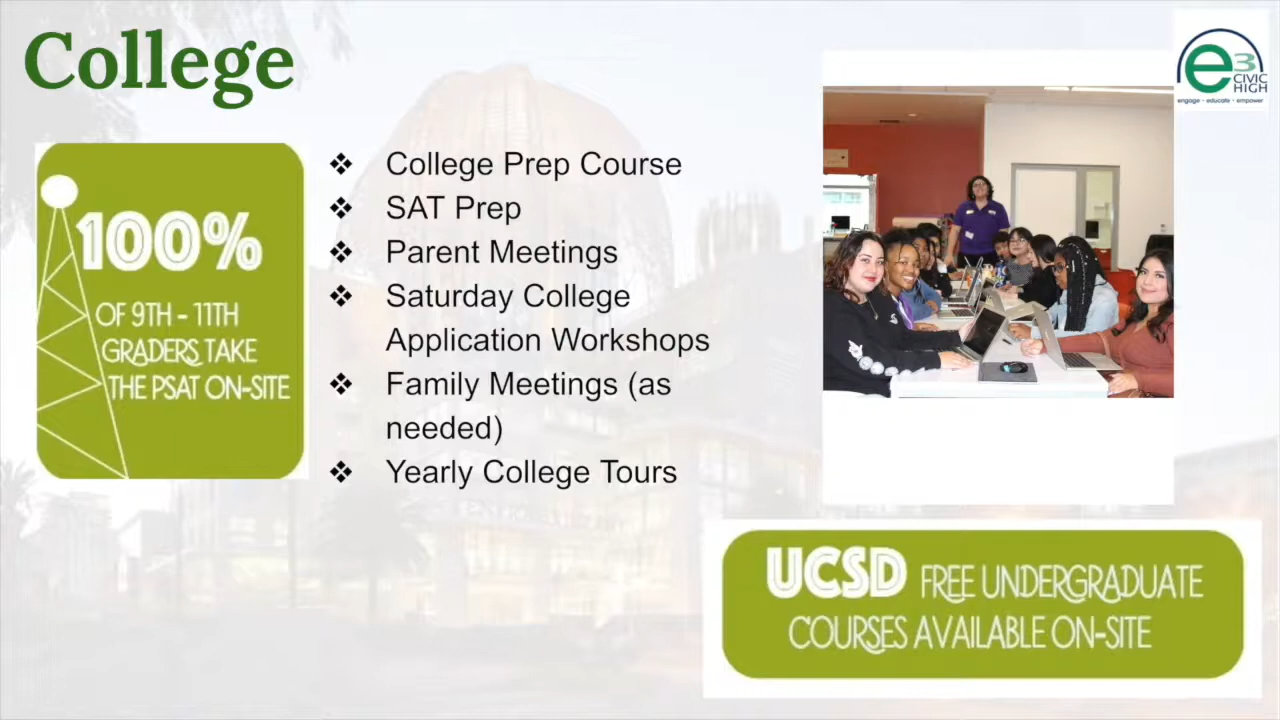 College
e3
CIVIC
HIGH
engage - educate - empower
100%
OF 9TH - 11TH
GRADERS TAKE
THE PSAT ON-SITE
❖ College Prep Course
❖ SAT Prep
❖ Parent Meetings
❖ Saturday College
Application Workshops
❖ Family Meetings (as
needed)
❖ Yearly College Tours
UCSD FREE UNDERGRADUATE
COURSES AVAILABLE ON-SITE